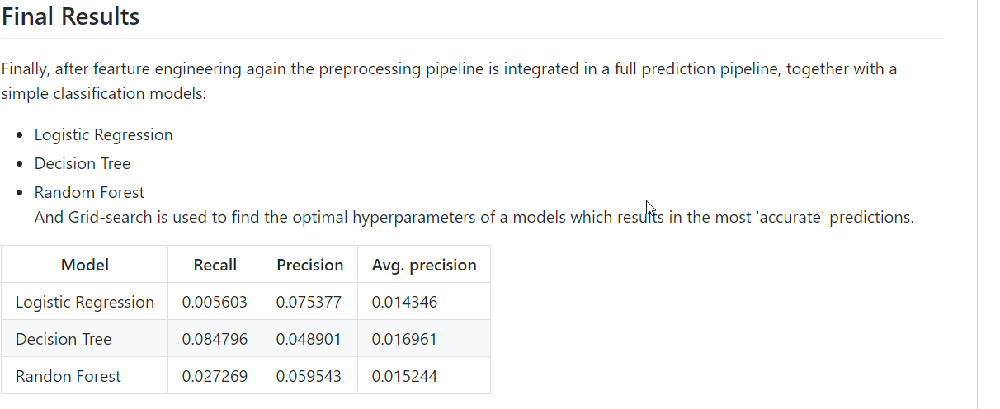 Final Results
Finally, after fearture engineering again the preprocessing pipeline is integrated in a full prediction pipeline, together with a
simple classification models:
Logistic Regression
Decision Tree
Random Forest
And Grid-search is used to find the optimal hyperparameters of a models which results in the most 'accurate' predictions.
Model Recall Precision Avg. precision
Logistic Regression 0.005603 0.075377 0.014346
Decision Tree 0.084796 0.048901 0.016961
Randon Forest 0.027269 0.059543 0.015244